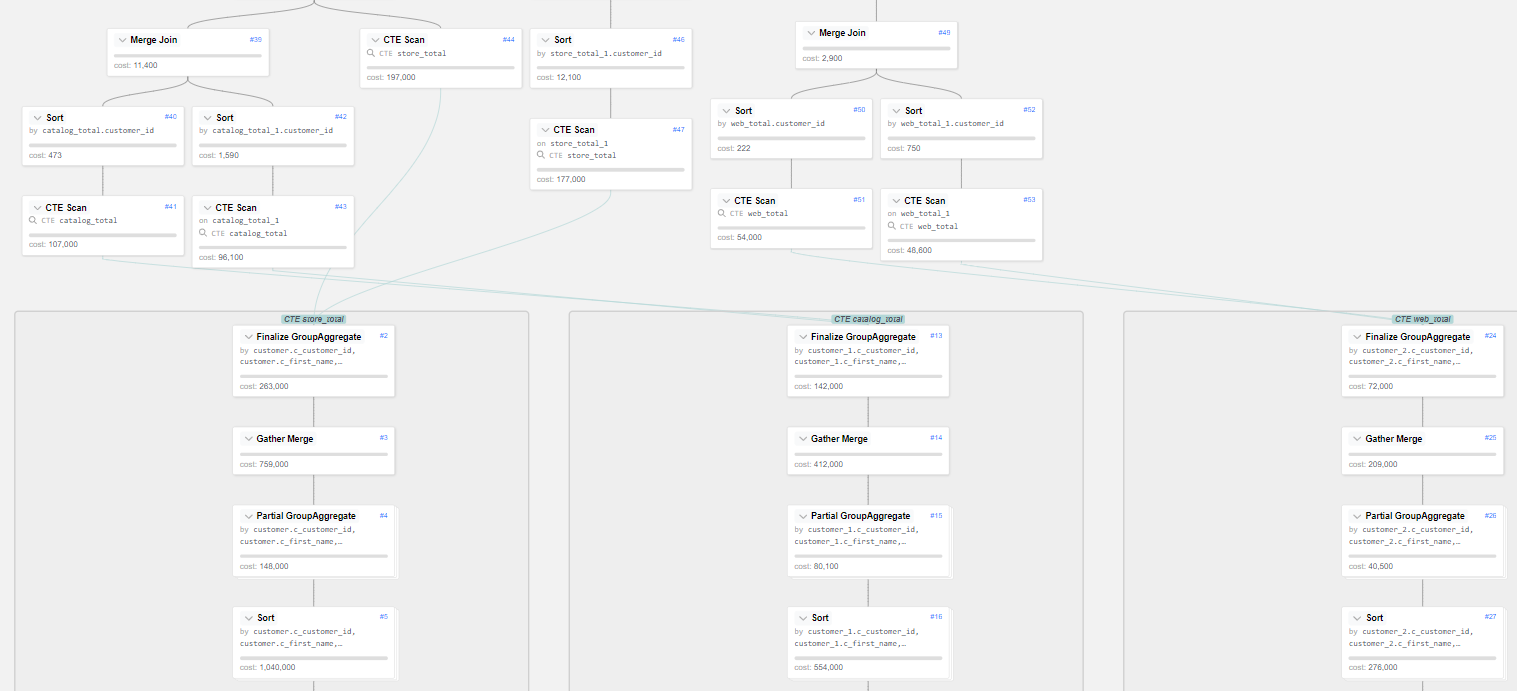 Merge Join #39
cost: 11,400
CTE Scan #44
CTE store_total
cost: 197,000
Sort #46
by store_total_1.customer_id
cost: 12,100
Merge Join #49
cost: 2,900
Sort #40
by catalog_total.customer_id
cost: 473
Sort #42
by catalog_total_1.customer_id
cost: 1,590
CTE Scan #47
on store_total_1
CTE store_total
cost: 177,000
Sort #50
by web_total.customer_id
cost: 222
Sort #52
by web_total_1.customer_id
cost: 750
CTE Scan #41
CTE catalog_total
cost: 107,000
CTE Scan #43
on catalog_total_1
CTE catalog_total
cost: 96,100
CTE Scan #51
CTE web_total
cost: 54,000
CTE Scan #53
on web_total_1
CTE web_total
cost: 48,600
CTE store_total
Finalize GroupAggregate #2
by customer.c_customer_id,
customer.c_first_name,…
cost: 263,000
Gather Merge #3
cost: 759,000
Partial GroupAggregate #4
by customer.c_customer_id,
customer.c_first_name,…
cost: 148,000
Sort #5
by customer.c_customer_id,
customer.c_first_name,…
cost: 1,040,000
CTE catalog_total
Finalize GroupAggregate #13
by customer_1.c_customer_id,
customer_1.c_first_name,…
cost: 142,000
Gather Merge #14
cost: 412,000
Partial GroupAggregate #15
by customer_1.c_customer_id,
customer_1.c_first_name,…
cost: 80,100
Sort #16
by customer_1.c_customer_id,
customer_1.c_first_name,…
cost: 554,000
CTE web_total
Finalize GroupAggregate #24
by customer_2.c_customer_id,
customer_2.c_first_name,…
cost: 72,000
Gather Merge #25
cost: 209,000
Partial GroupAggregate #26
by customer_2.c_customer_id,
customer_2.c_first_name,…
cost: 40,500
Sort #27
by customer_2.c_customer_id,
customer_2.c_first_name,…
cost: 276,000